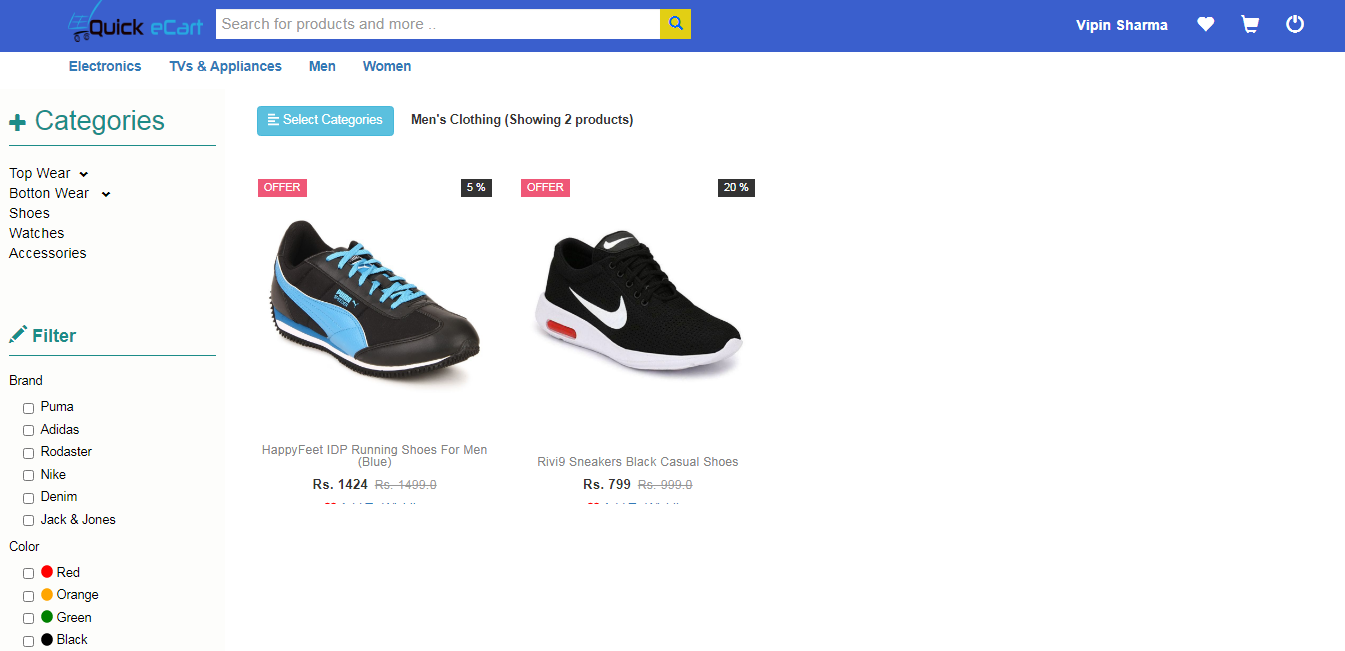 Quick eCart
Search for products and more ...
Vipin Sharma
Electronics TVs & Appliances Men Women
Categories
Top Wear
Botton Wear
Shoes
Watches
Accessories
Filter
Brand
Puma
Adidas
Rodaster
Nike
Denim
Jack & Jones
Color
Red
Orange
Green
Black
Select Categories Men's Clothing (Showing 2 products)
OFFER 5 %
PUMA
HappyFeet IDP Running Shoes For Men
(Blue)
Rs. 1424 Rs. 1499.0
OFFER 20 %
Rivi9 Sneakers Black Casual Shoes
Rs. 799 Rs. 999.0